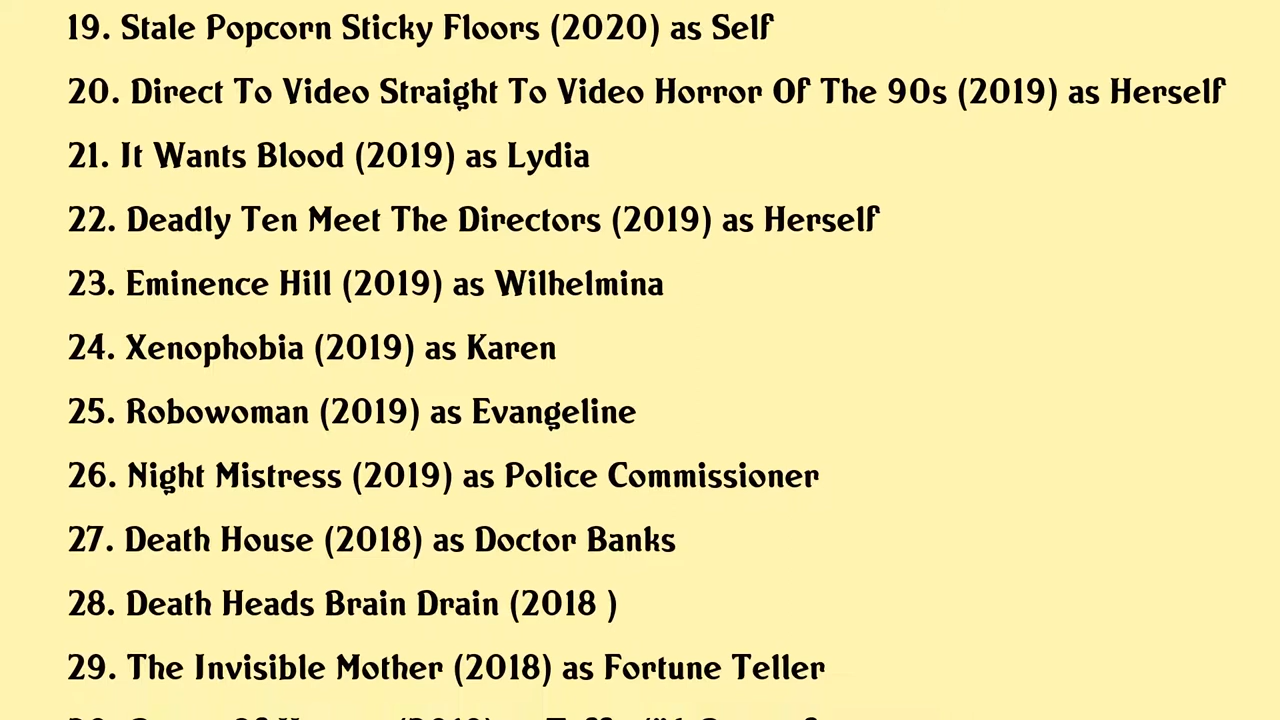 19. Stale Popcorn Sticky Floors (2020) as Self
20. Direct To Video Straight To Video Horror Of The 90s (2019) as Herself
21. It Wants Blood (2019) as Lydia
22. Deadly Ten Meet The Directors (2019) as Herself
23. Eminence Hill (2019) as Wilhelmina
24. Xenophobia (2019) as Karen
25. Robowoman (2019) as Evangeline
26. Night Mistress (2019) as Police Commissioner
27. Death House (2018) as Doctor Banks
28. Death Heads Brain Drain (2018 )
29. The Invisible Mother (2018) as Fortune Teller